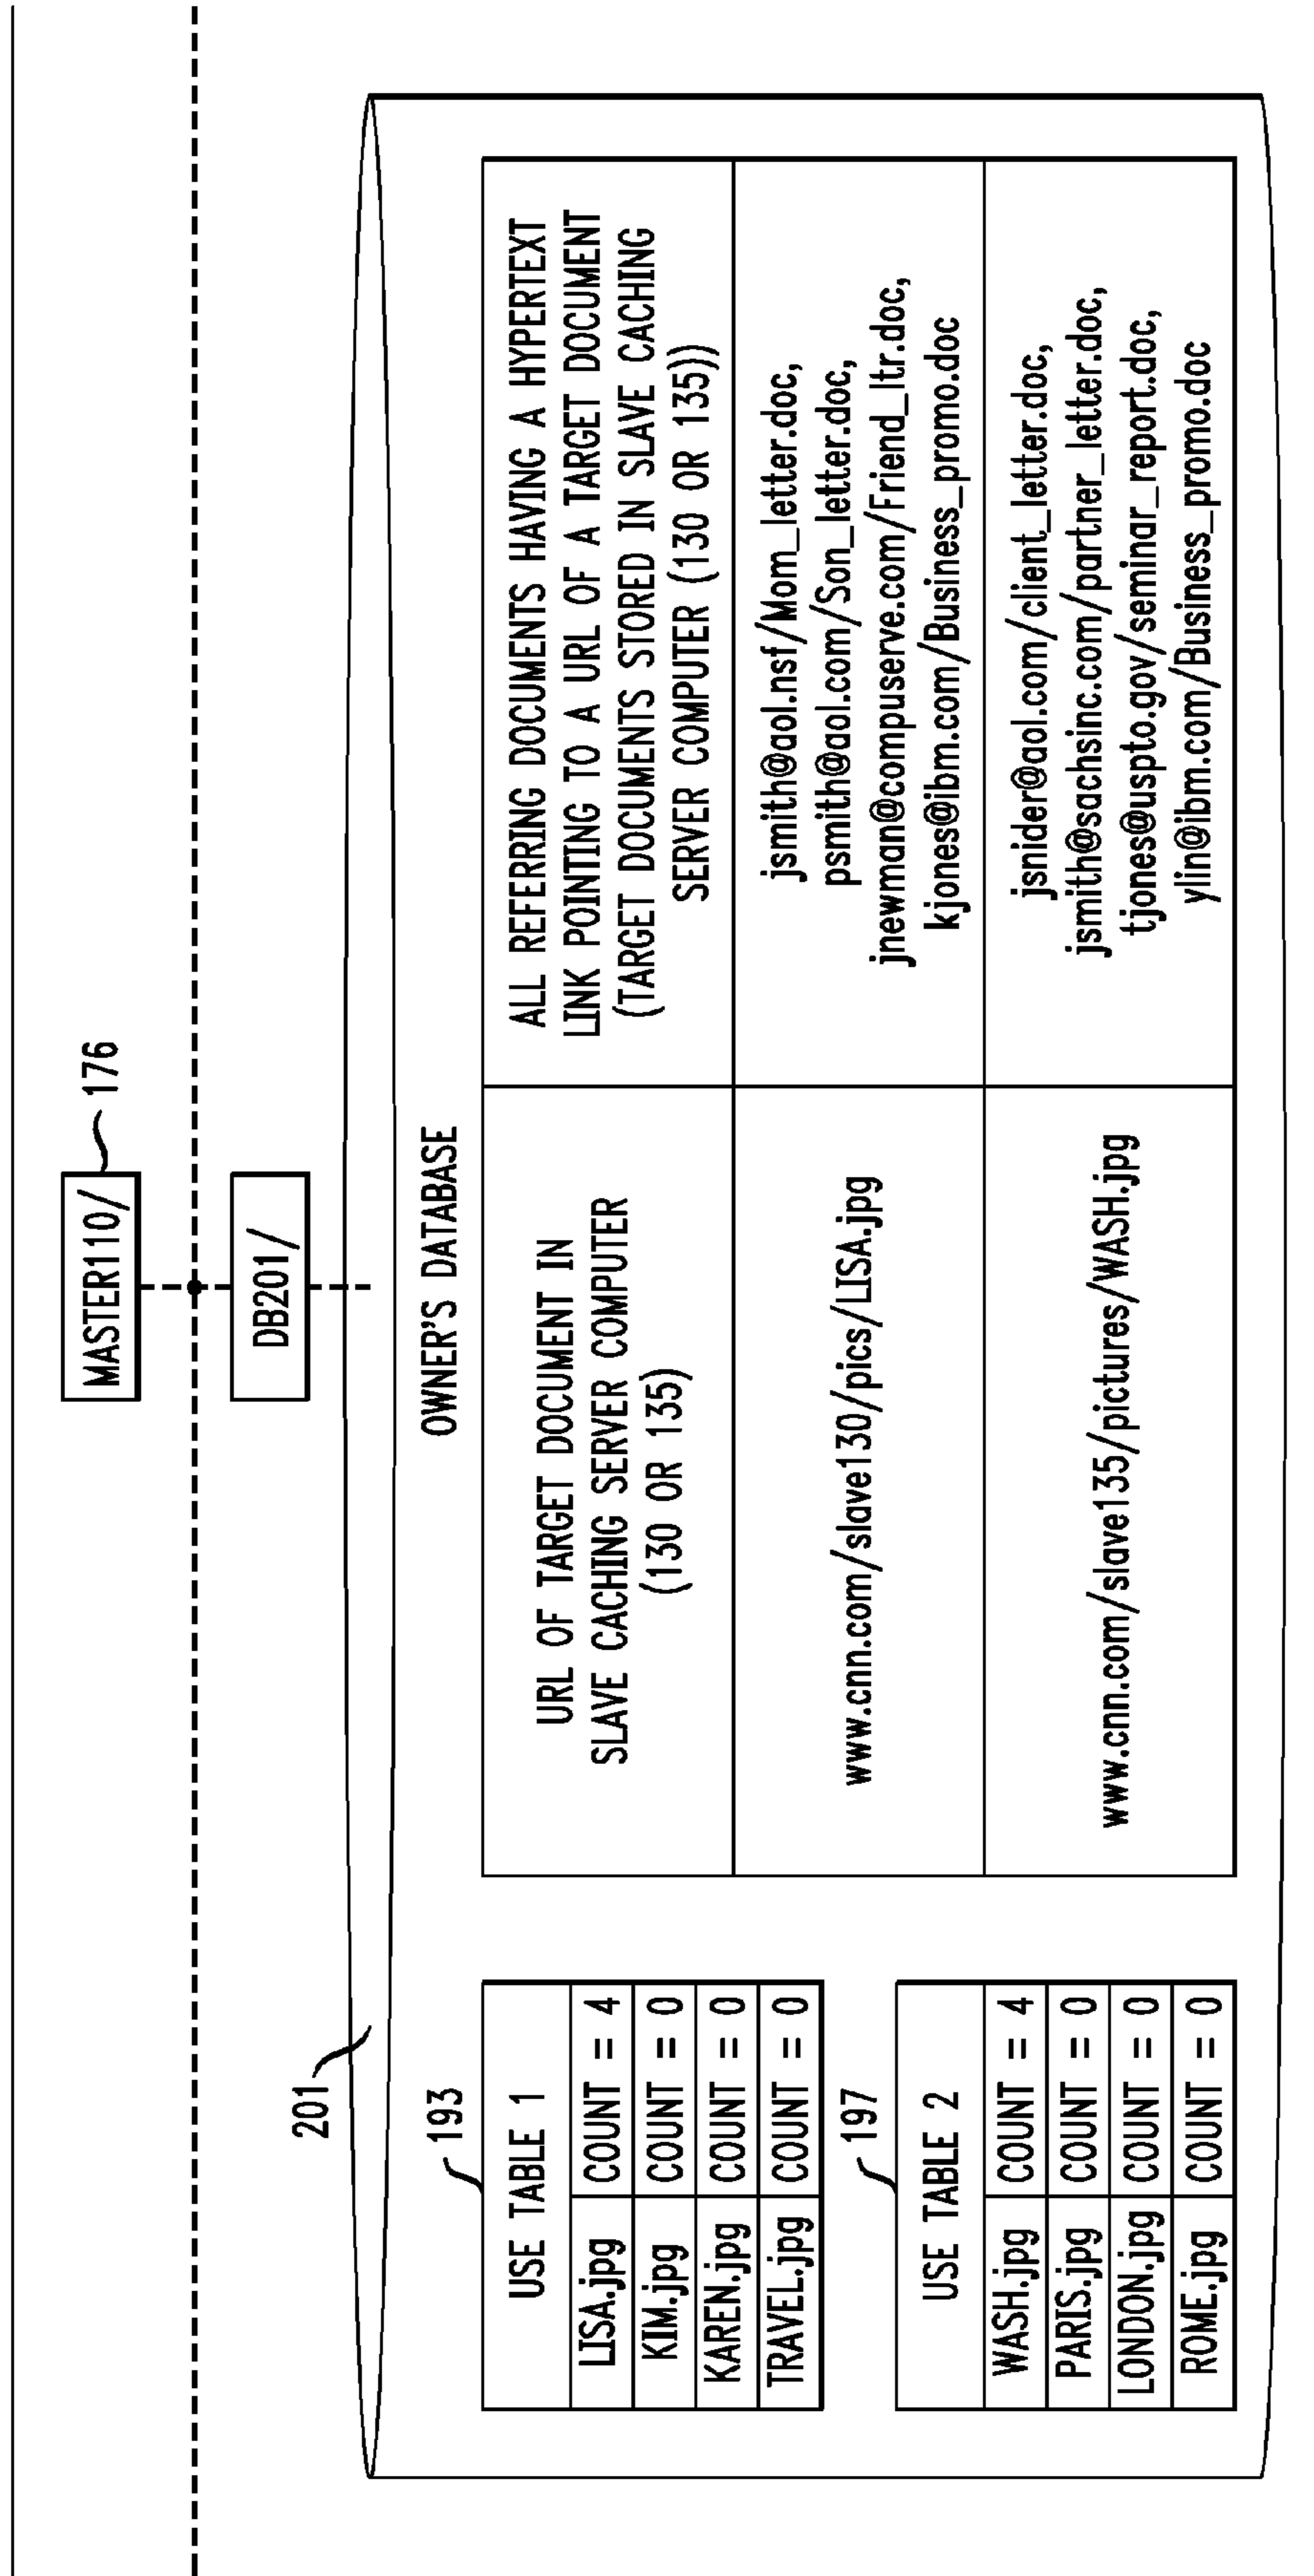 MASTER110/
176
DB201/
201
OWNER'S DATABASE
193
USE TABLE 1
LISA.jpg COUNT = 4
KIM.jpg COUNT = 0
KAREN.jpg COUNT = 0
TRAVEL.jpg COUNT = 0
197
USE TABLE 2
WASH.jpg COUNT = 4
PARIS.jpg COUNT = 0
LONDON.jpg COUNT = 0
ROME.jpg COUNT = 0
URL OF TARGET DOCUMENT IN
SLAVE CACHING SERVER COMPUTER
(130 OR 135)
ALL REFERRING DOCUMENTS HAVING A HYPERTEXT
LINK POINTING TO A URL OF A TARGET DOCUMENT
(TARGET DOCUMENTS STORED IN SLAVE CACHING
SERVER COMPUTER (130 OR 135))
www.cnn.com/slave130/pics/LISA.jpg
jsmith@aol.nsf/Mom_letter.doc,
psmith@aol.com/Son_letter.doc,
jnewman@compuserve.com/Friend_ltr.doc,
kjones@ibm.com/Business_promo.doc
www.cnn.com/slave135/pictures/WASH.jpg
jsnider@aol.com/client_letter.doc,
jsmith@sachsinc.com/partner_letter.doc,
tjones@uspto.gov/seminar_report.doc,
ylin@ibm.com/Business_promo.doc